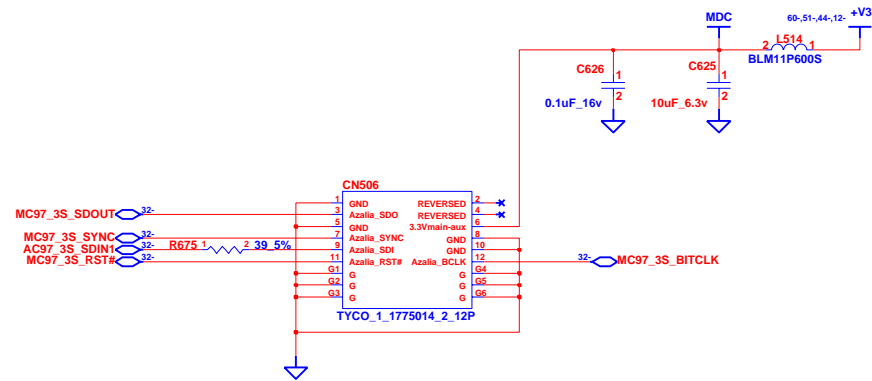 60-,51-,44-,12- +V3
MDC
2 L514 1
BLM11P600S
C626 1 2
0.1uF_16v
C625 1 2
10uF_6.3v
CN506
1 GND REVERSED 2
MC97_3S_SDOUT 32- 3 Azalia_SDO REVERSED 4
5 GND 3.3Vmain-aux 6
MC97_3S_SYNC 32- 7 Azalia_SYNC GND 8
AC97_3S_SDIN1 32- R675 1 2 39_5% 9 Azalia_SDI GND 10
MC97_3S_RST# 32- 11 Azalia_RST# Azalia_BCLK 12 32- MC97_3S_BITCLK
G1 G G G4
G2 G G G5
G3 G G G6
TYCO_1_1775014_2_12P